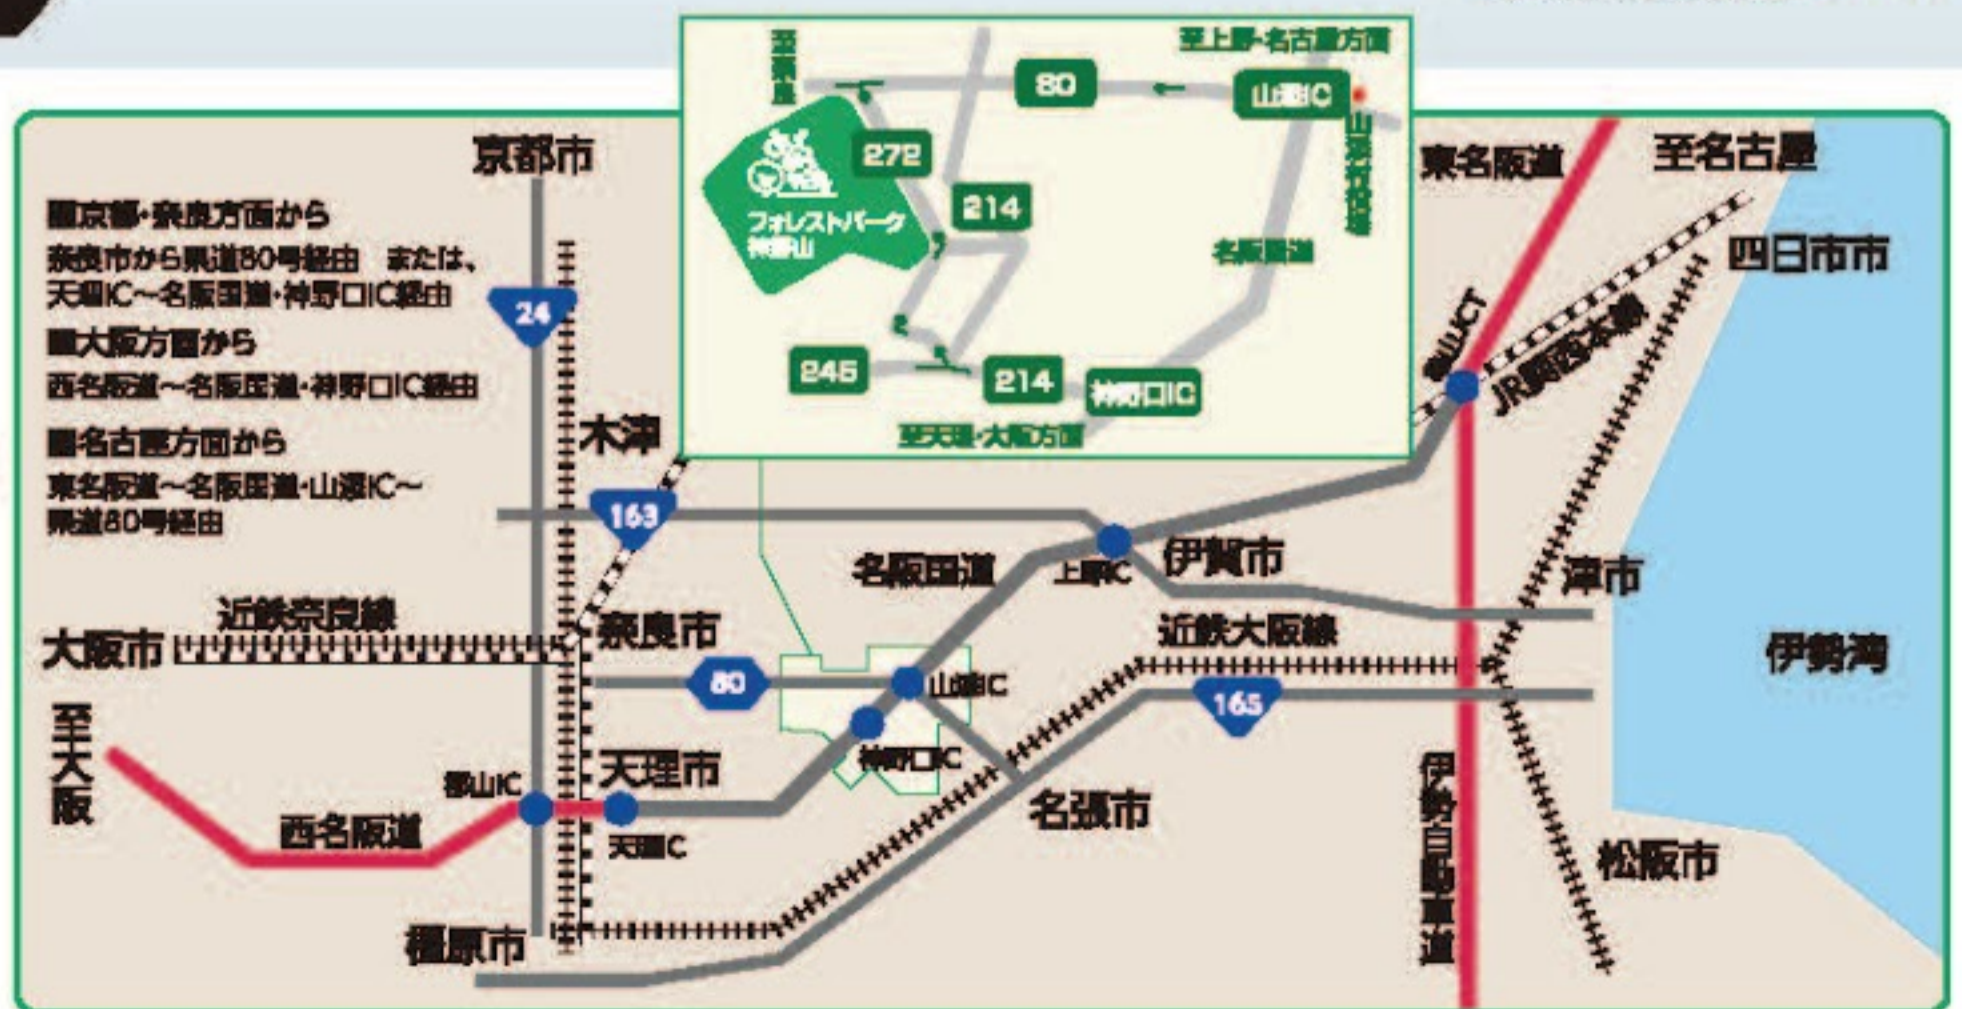 至上野・名古屋方面
80
山添IC
272
214
フォレストパーク
神野山
名阪国道
245
214
神野口IC
至天理・大阪方面
京都市
■京都・奈良方面から
奈良市から県道80号経由　または、
天理IC～名阪国道・神野口IC経由
■大阪方面から
西名阪道～名阪国道・神野口IC経由
■名古屋方面から
東名阪道～名阪国道・山添IC～
県道80号経由
24
木津
163
東名阪道
至名古屋
四日市市
亀山JCT
JR関西本線
名阪国道
上野IC
伊賀市
津市
近鉄奈良線
大阪市
奈良市
近鉄大阪線
伊勢湾
80
山添IC
165
至大阪
神野口IC
郡山IC
天理市
名張市
西名阪道
天理IC
伊勢自動車道
松阪市
橿原市